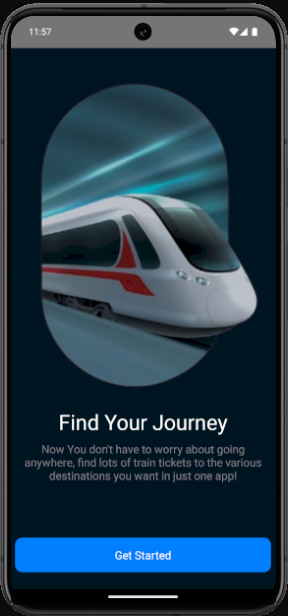 11:57
Find Your Journey
Now You don't have to worry about going
anywhere, find lots of train tickets to the various
destinations you want in just one app!
Get Started